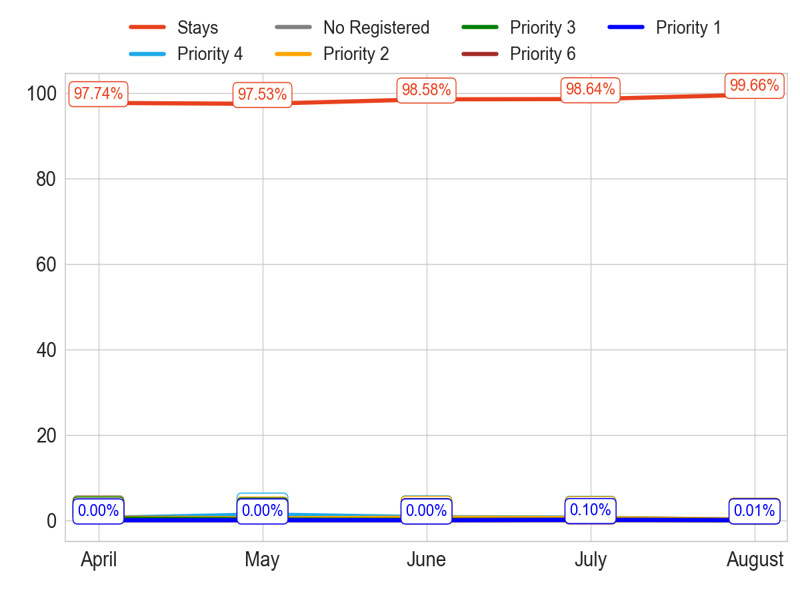 Stays No Registered Priority 3 Priority 1
Priority 4 Priority 2 Priority 6
100
97.74% 97.53% 98.58% 98.64% 99.66%
80
60
40
20
0
0.00% 0.00% 0.00% 0.10% 0.01%
April May June July August